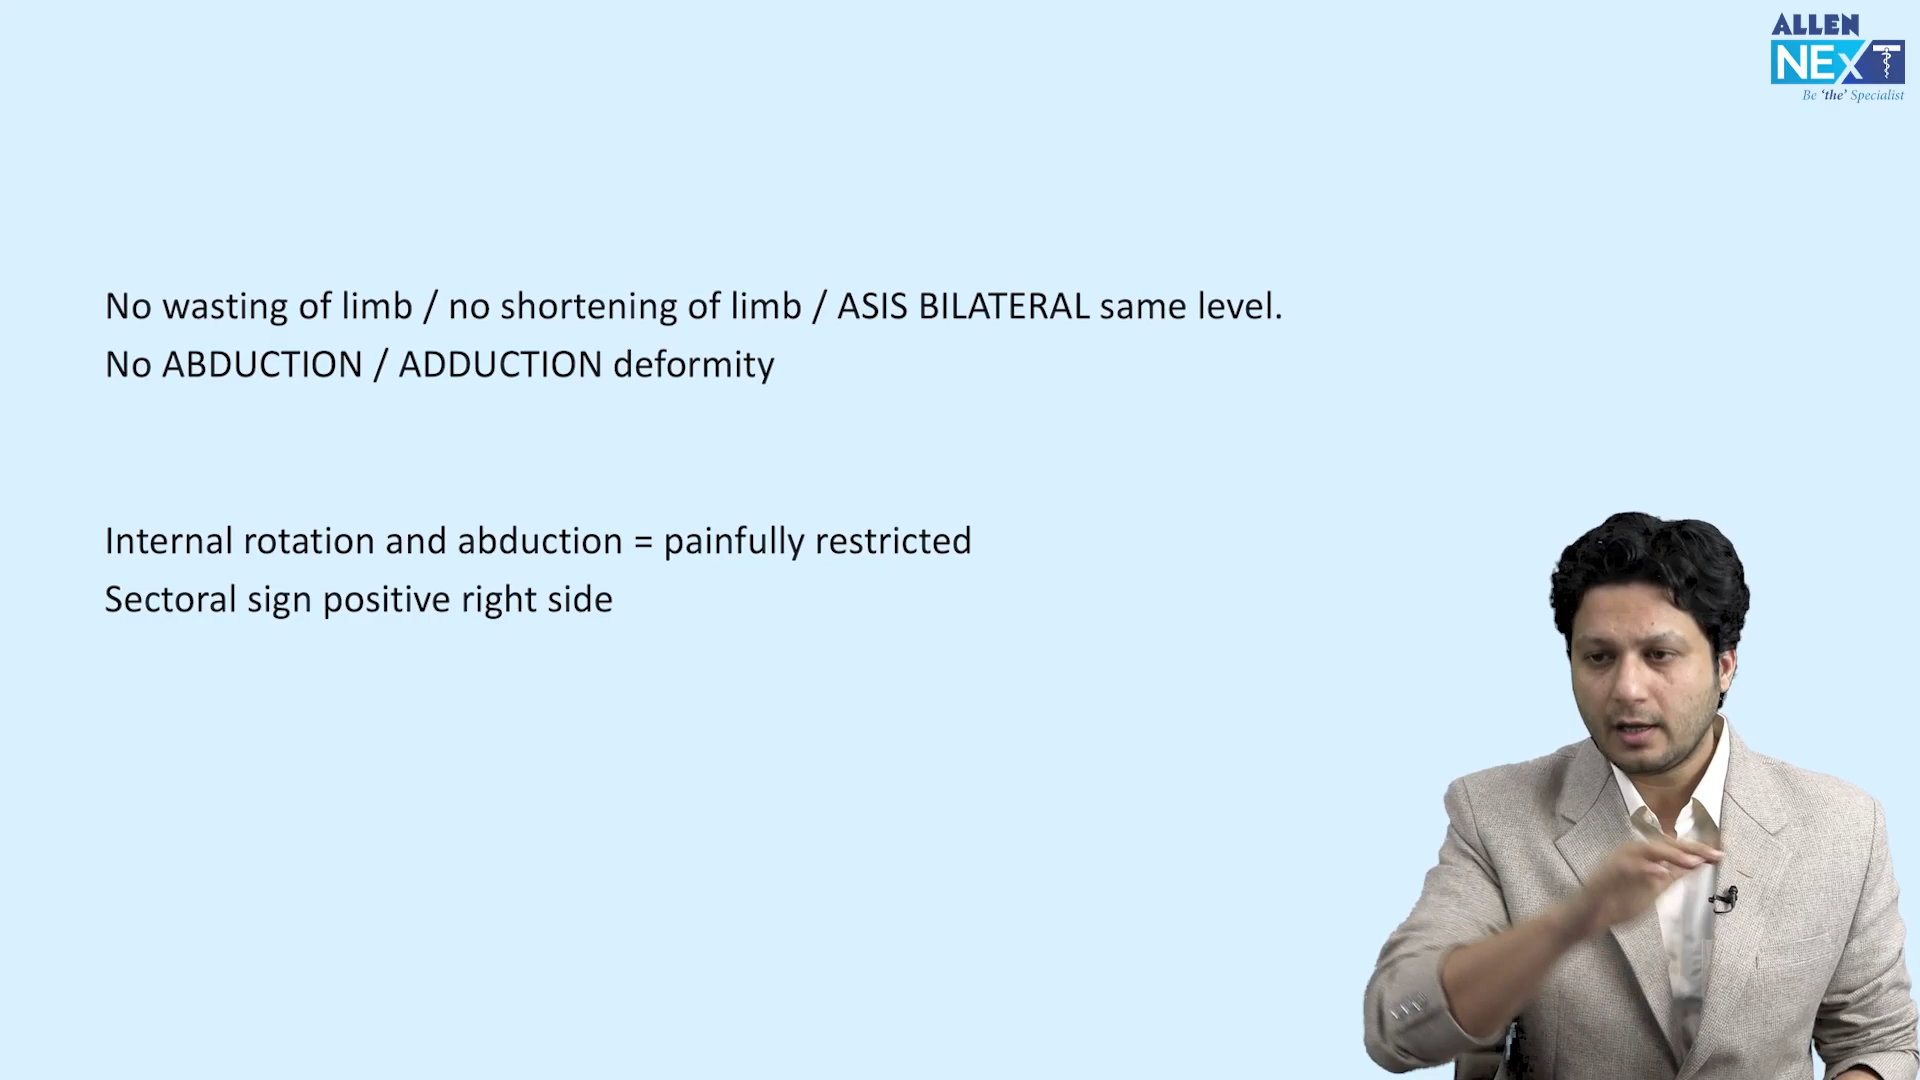 ALLEN
NEXT
Be 'the' Specialist
No wasting of limb / no shortening of limb / ASIS BILATERAL same level.
No ABDUCTION / ADDUCTION deformity
Internal rotation and abduction = painfully restricted
Sectoral sign positive right side